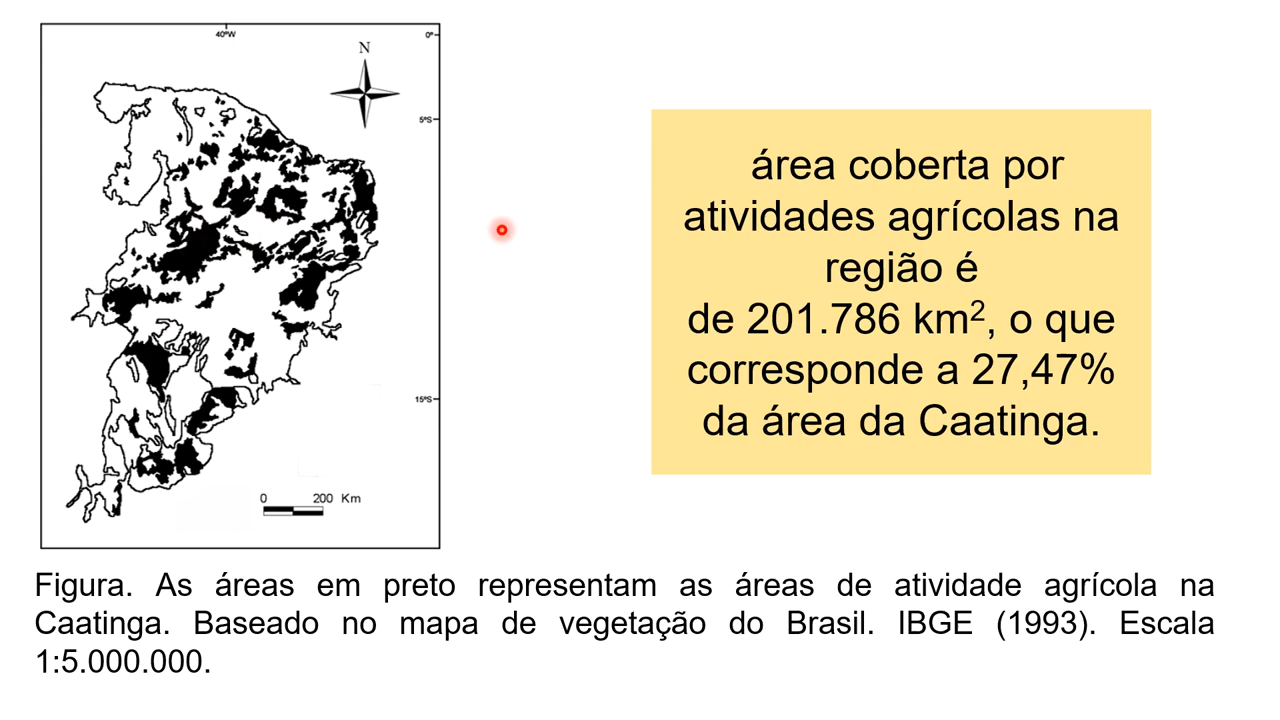 40ºW
0º
N
5ºS
15ºS
0 200 Km
área coberta por
atividades agrícolas na
região é
de 201.786 km², o que
corresponde a 27,47%
da área da Caatinga.
Figura. As áreas em preto representam as áreas de atividade agrícola na
Caatinga. Baseado no mapa de vegetação do Brasil. IBGE (1993). Escala
1:5.000.000.